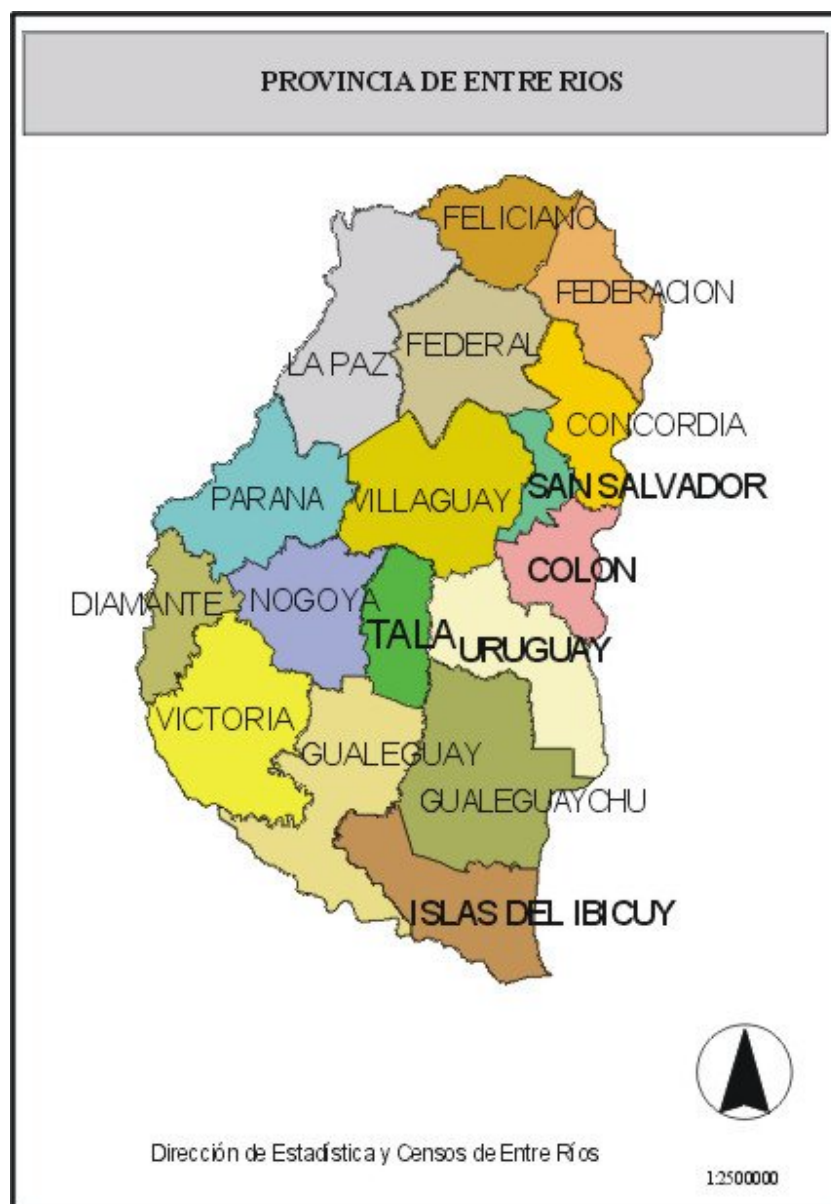 PROVINCIA DE ENTRE RIOS
FELICIANO
FEDERACION
FEDERAL
LA PAZ
CONCORDIA
SAN SALVADOR
PARANA
VILLAGUAY
COLON
DIAMANTE
NOGOYA
TALA
URUGUAY
VICTORIA
GUALEGUAY
GUALEGUAYCHU
ISLAS DEL IBICUY
Dirección de Estadística y Censos de Entre Ríos
1:2500000